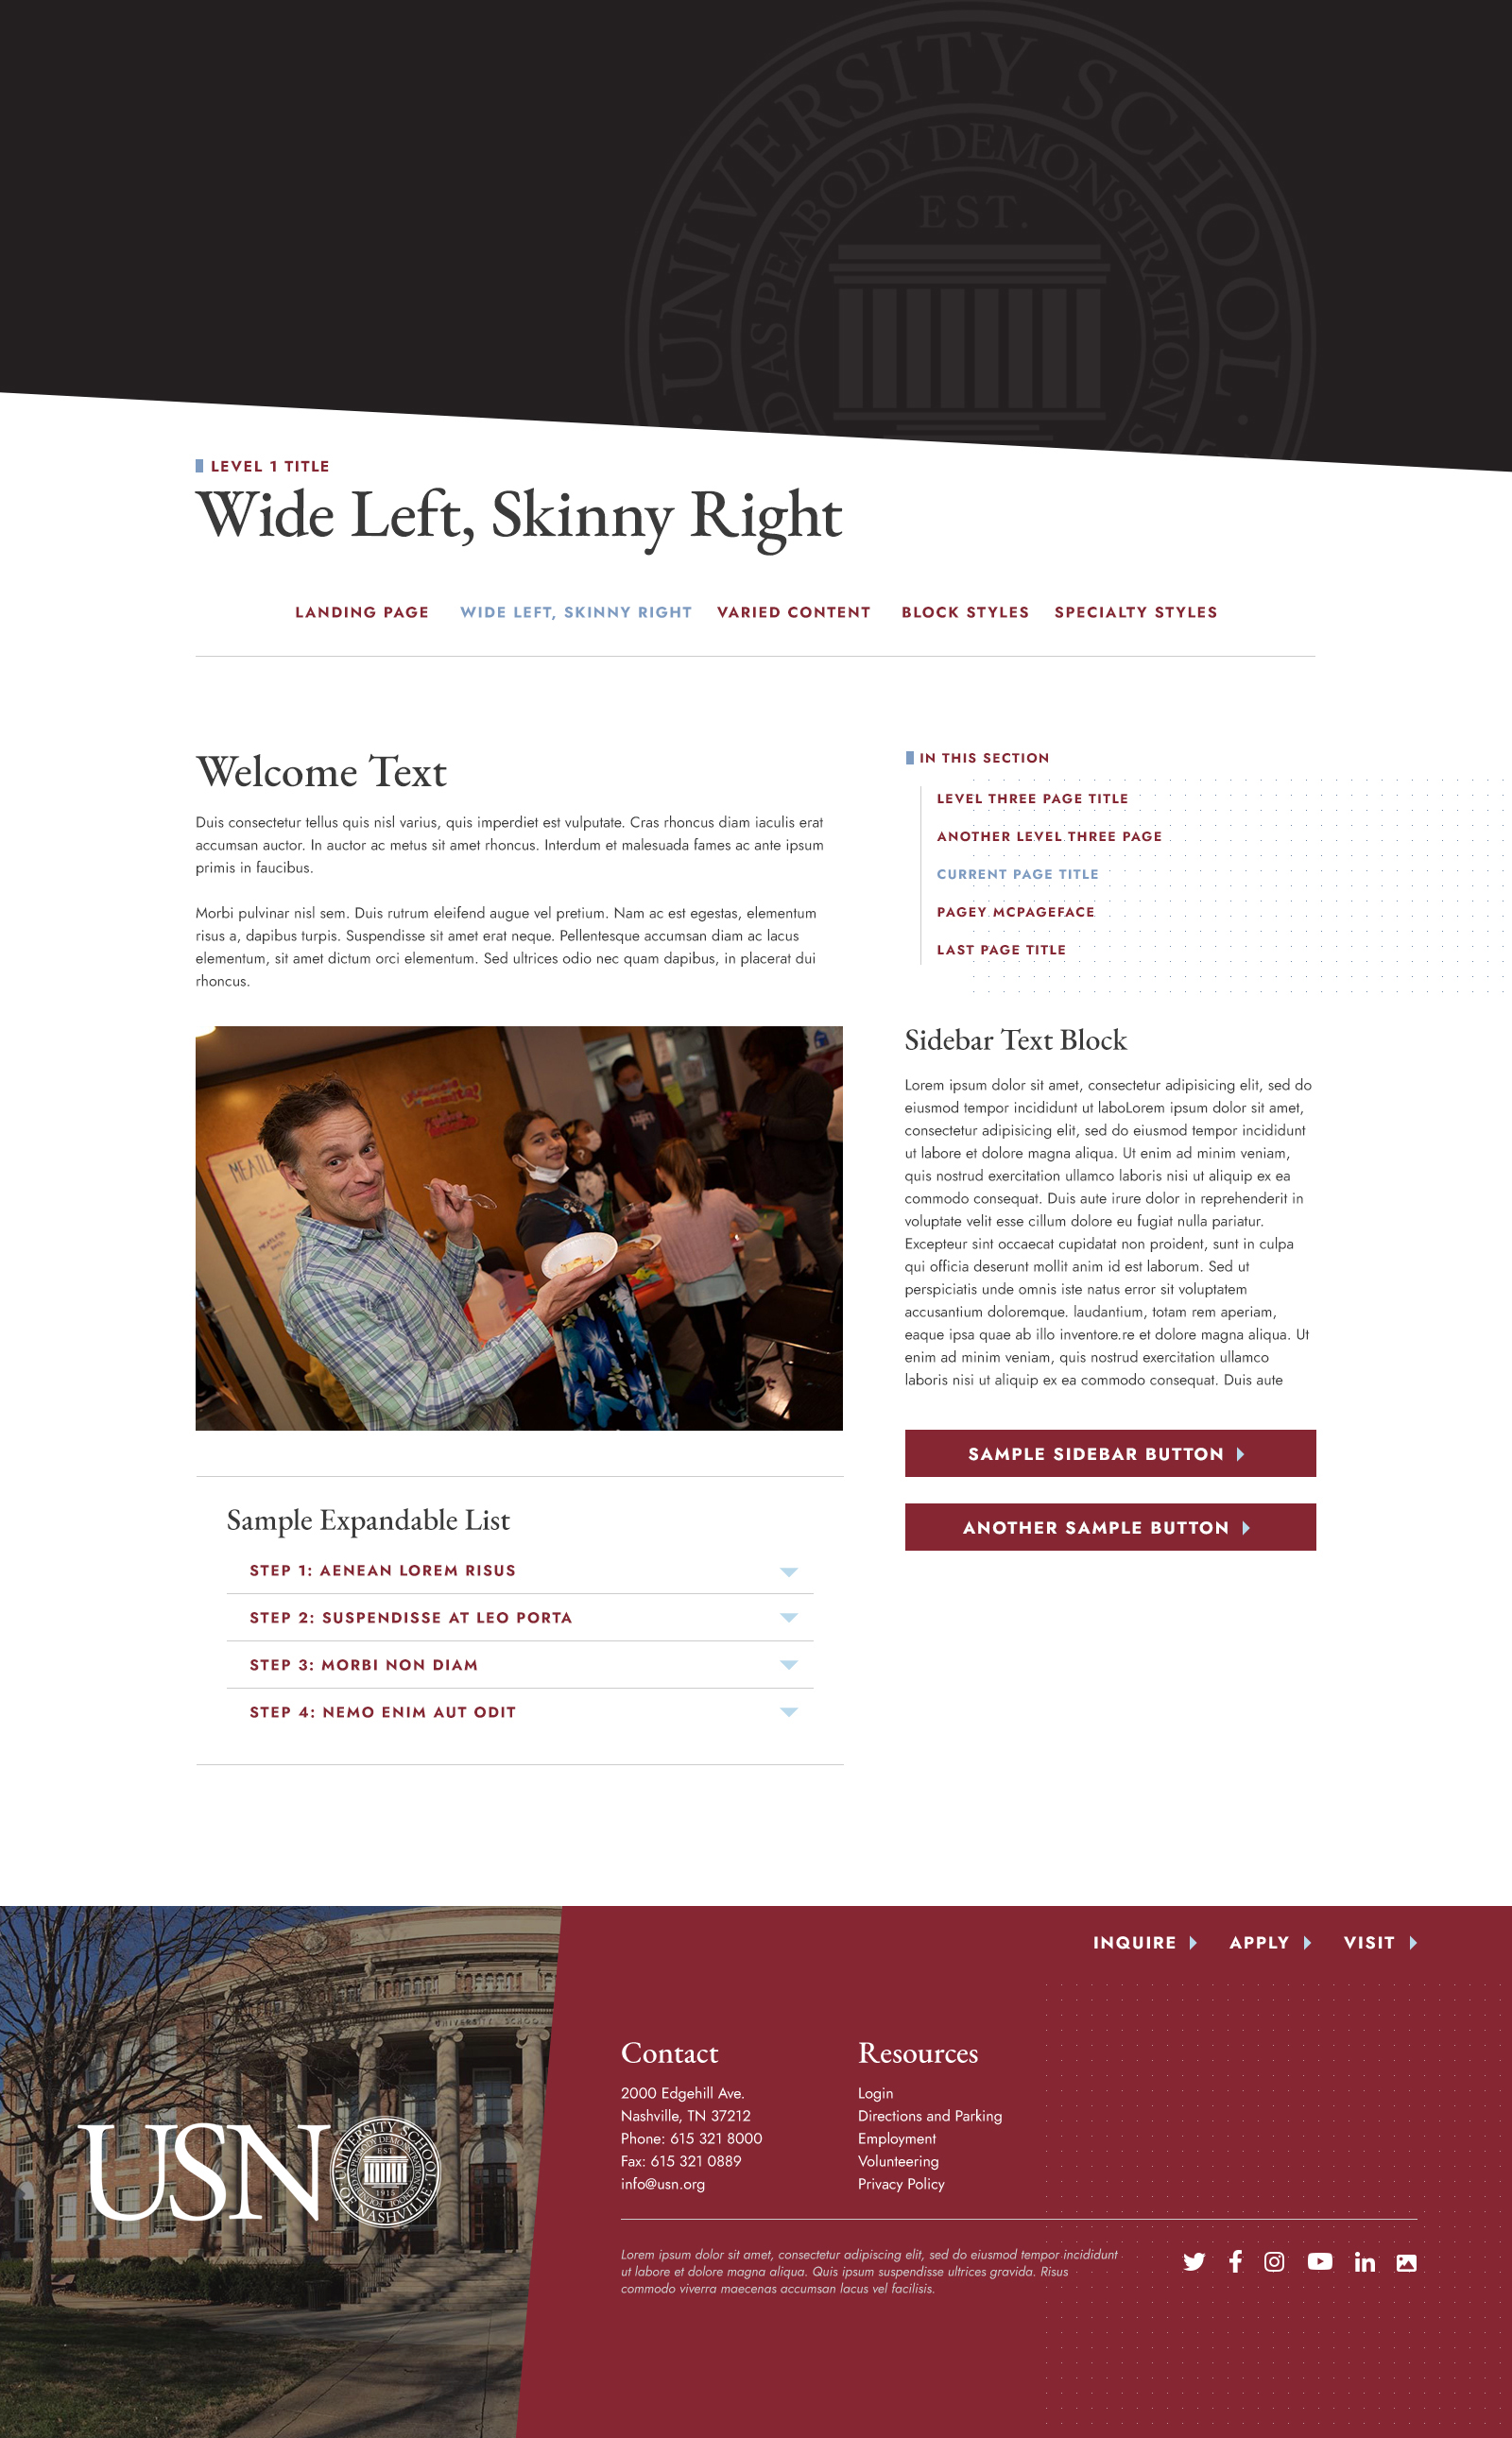 UNIVERSITY SCHOOL
D AS PEABODY DEMONSTRATION S
EST.
LEVEL 1 TITLE
Wide Left, Skinny Right
LANDING PAGE WIDE LEFT, SKINNY RIGHT VARIED CONTENT BLOCK STYLES SPECIALTY STYLES
Welcome Text
Duis consectetur tellus quis nisl varius, quis imperdiet est vulputate. Cras rhoncus diam iaculis erat
accumsan auctor. In auctor ac metus sit amet rhoncus. Interdum et malesuada fames ac ante ipsum
primis in faucibus.
Morbi pulvinar nisl sem. Duis rutrum eleifend augue vel pretium. Nam ac est egestas, elementum
risus a, dapibus turpis. Suspendisse sit amet erat neque. Pellentesque accumsan diam ac lacus
elementum, sit amet dictum orci elementum. Sed ultrices odio nec quam dapibus, in placerat dui
rhoncus.
MEATL
Sample Expandable List
STEP 1: AENEAN LOREM RISUS
STEP 2: SUSPENDISSE AT LEO PORTA
STEP 3: MORBI NON DIAM
STEP 4: NEMO ENIM AUT ODIT
IN THIS SECTION
LEVEL THREE PAGE TITLE
ANOTHER LEVEL THREE PAGE
CURRENT PAGE TITLE
PAGEY MCPAGEFACE
LAST PAGE TITLE
Sidebar Text Block
Lorem ipsum dolor sit amet, consectetur adipisicing elit, sed do
eiusmod tempor incididunt ut laboLorem ipsum dolor sit amet,
consectetur adipisicing elit, sed do eiusmod tempor incididunt
ut labore et dolore magna aliqua. Ut enim ad minim veniam,
quis nostrud exercitation ullamco laboris nisi ut aliquip ex ea
commodo consequat. Duis aute irure dolor in reprehenderit in
voluptate velit esse cillum dolore eu fugiat nulla pariatur.
Excepteur sint occaecat cupidatat non proident, sunt in culpa
qui officia deserunt mollit anim id est laborum. Sed ut
perspiciatis unde omnis iste natus error sit voluptatem
accusantium doloremque. laudantium, totam rem aperiam,
eaque ipsa quae ab illo inventore.re et dolore magna aliqua. Ut
enim ad minim veniam, quis nostrud exercitation ullamco
laboris nisi ut aliquip ex ea commodo consequat. Duis aute
SAMPLE SIDEBAR BUTTON
ANOTHER SAMPLE BUTTON
INQUIRE APPLY VISIT
UNIVERSITY SCHOOL
USN
UNIVERSITY SCHOOL
OF NASHVILLE
FOUNDED AS PEABODY DEMONSTRATION SCHOOL
EST.
1915
Contact
2000 Edgehill Ave.
Nashville, TN 37212
Phone: 615 321 8000
Fax: 615 321 0889
info@usn.org
Resources
Login
Directions and Parking
Employment
Volunteering
Privacy Policy
Lorem ipsum dolor sit amet, consectetur adipiscing elit, sed do eiusmod tempor incididunt
ut labore et dolore magna aliqua. Quis ipsum suspendisse ultrices gravida. Risus
commodo viverra maecenas accumsan lacus vel facilisis.